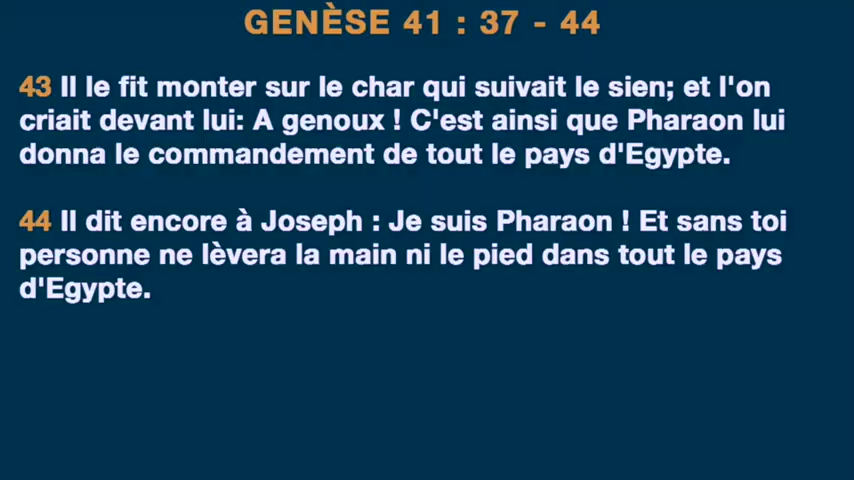 GENÈSE 41 : 37 - 44
43 Il le fit monter sur le char qui suivait le sien; et l'on
criait devant lui: A genoux ! C'est ainsi que Pharaon lui
donna le commandement de tout le pays d'Egypte.
44 Il dit encore à Joseph : Je suis Pharaon ! Et sans toi
personne ne lèvera la main ni le pied dans tout le pays
d'Egypte.